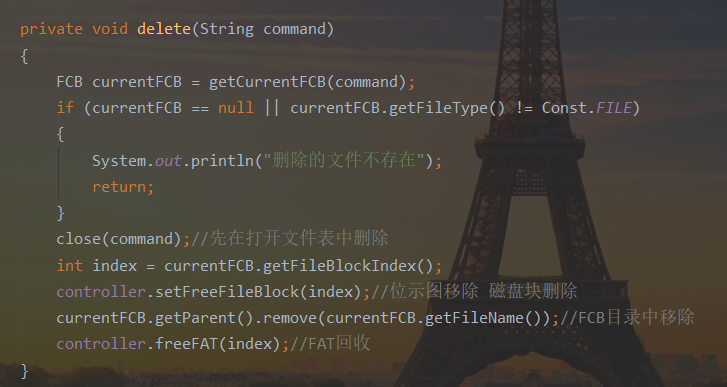 private void delete(String command)
{
    FCB currentFCB = getCurrentFCB(command);
    if (currentFCB == null || currentFCB.getFileType() != Const.FILE)
    {
        System.out.println("删除的文件不存在");
        return;
    }
    close(command);//先在打开文件表中删除
    int index = currentFCB.getFileBlockIndex();
    controller.setFreeFileBlock(index);//位示图移除 磁盘块删除
    currentFCB.getParent().remove(currentFCB.getFileName());//FCB目录中移除
    controller.freeFAT(index);//FAT回收
}